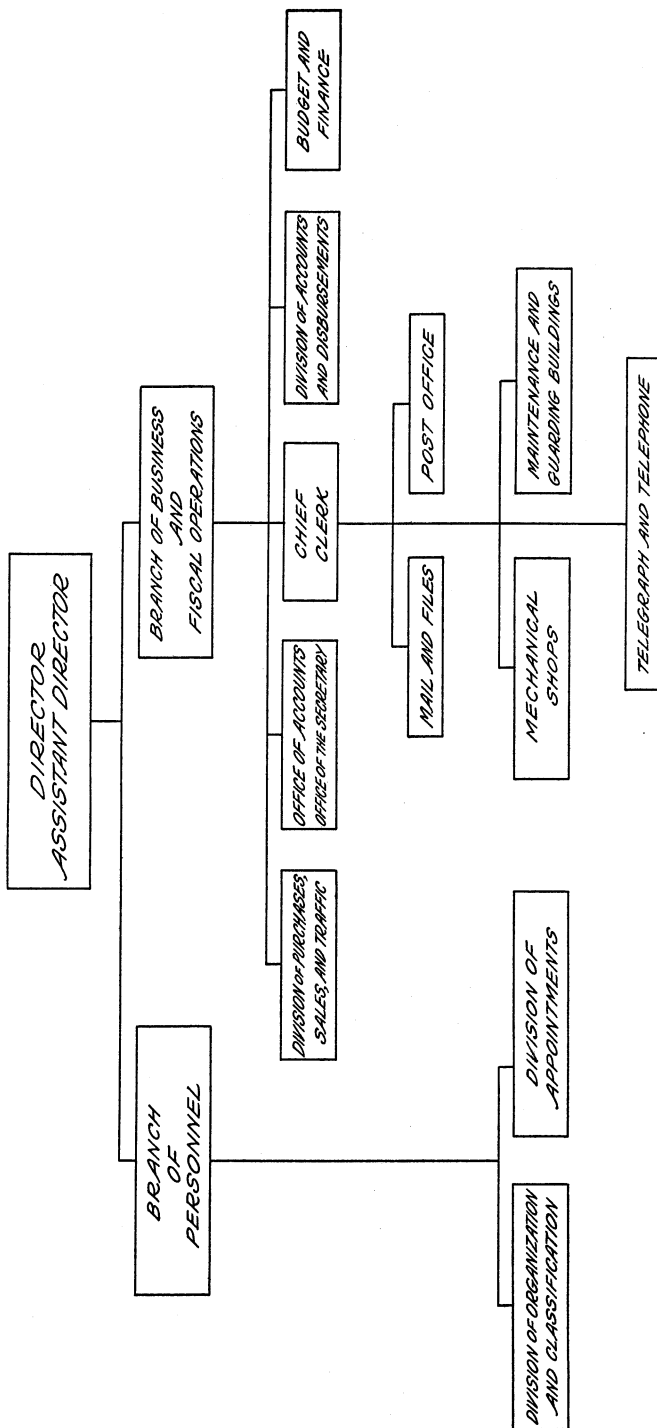 DIRECTOR
ASSISTANT DIRECTOR
BRANCH
OF
PERSONNEL
BRANCH OF BUSINESS
AND
FISCAL OPERATIONS
DIVISION OF PURCHASES,
SALES, AND TRAFFIC
OFFICE OF ACCOUNTS
OFFICE OF THE SECRETARY
CHIEF
CLERK
DIVISION OF ACCOUNTS
AND DISBURSEMENTS
BUDGET AND
FINANCE
MAIL AND FILES
POST OFFICE
DIVISION OF ORGANIZATION
AND CLASSIFICATION
DIVISION OF
APPOINTMENTS
MECHANICAL
SHOPS
MAINTENANCE AND
GUARDING BUILDINGS
TELEGRAPH AND TELEPHONE